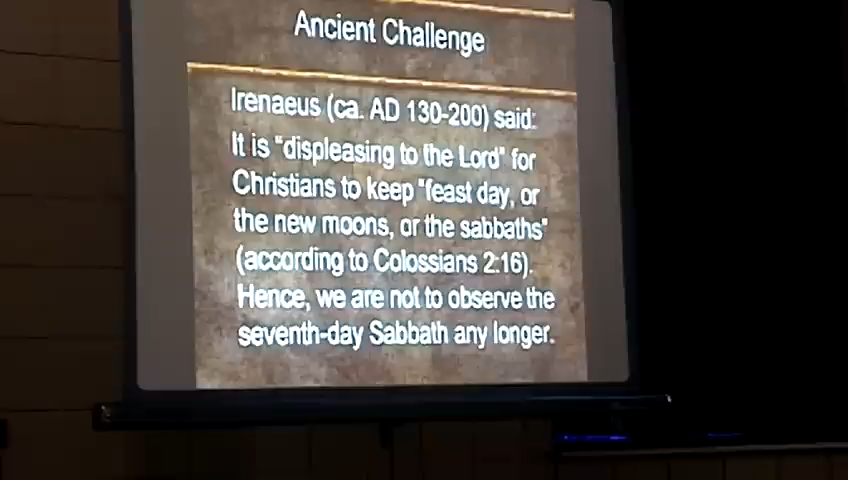 Ancient Challenge
Irenaeus (ca. AD 130-200) said:
It is "displeasing to the Lord" for
Christians to keep "feast day, or
the new moons, or the sabbaths"
(according to Colossians 2:16).
Hence, we are not to observe the
seventh-day Sabbath any longer.